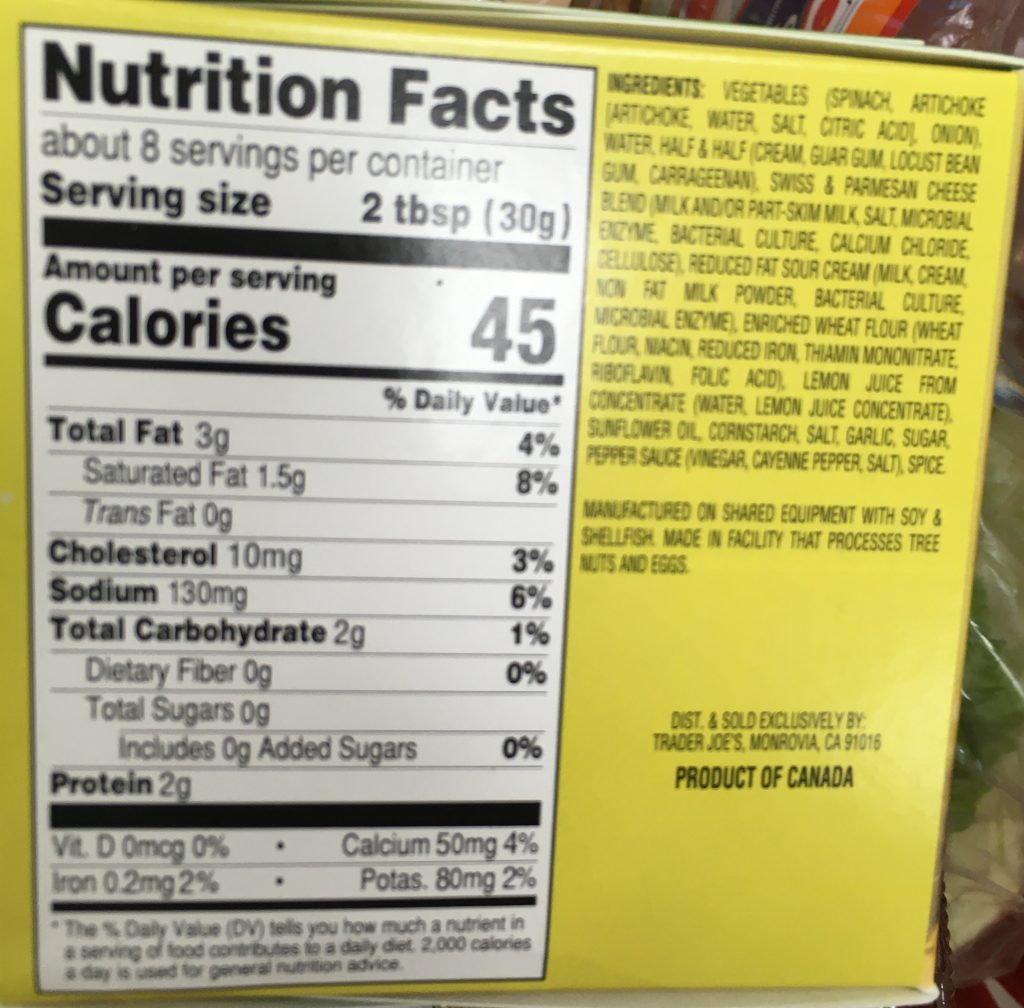 Nutrition Facts
about 8 servings per container
Serving size 2 tbsp (30g)
Amount per serving
Calories 45
% Daily Value*
Total Fat 3g 4%
Saturated Fat 1.5g 8%
Trans Fat 0g
Cholesterol 10mg 3%
Sodium 130mg 6%
Total Carbohydrate 2g 1%
Dietary Fiber 0g 0%
Total Sugars 0g
Includes 0g Added Sugars 0%
Protein 2g
Vit. D 0mcg 0% • Calcium 50mg 4%
Iron 0.2mg 2% • Potas. 80mg 2%
* The % Daily Value (DV) tells you how much a nutrient in
a serving of food contributes to a daily diet. 2,000 calories
a day is used for general nutrition advice.
INGREDIENTS: VEGETABLES (SPINACH, ARTICHOKE
[ARTICHOKE, WATER, SALT, CITRIC ACID], ONION),
WATER, HALF & HALF (CREAM, GUAR GUM, LOCUST BEAN
GUM, CARRAGEENAN), SWISS & PARMESAN CHEESE
BLEND (MILK AND/OR PART-SKIM MILK, SALT, MICROBIAL
ENZYME, BACTERIAL CULTURE, CALCIUM CHLORIDE,
CELLULOSE), REDUCED FAT SOUR CREAM (MILK, CREAM,
NON FAT MILK POWDER, BACTERIAL CULTURE,
MICROBIAL ENZYME), ENRICHED WHEAT FLOUR (WHEAT
FLOUR, NIACIN, REDUCED IRON, THIAMIN MONONITRATE,
RIBOFLAVIN, FOLIC ACID), LEMON JUICE FROM
CONCENTRATE (WATER, LEMON JUICE CONCENTRATE),
SUNFLOWER OIL, CORNSTARCH, SALT, GARLIC, SUGAR,
PEPPER SAUCE (VINEGAR, CAYENNE PEPPER, SALT), SPICE.
MANUFACTURED ON SHARED EQUIPMENT WITH SOY &
SHELLFISH. MADE IN FACILITY THAT PROCESSES TREE
NUTS AND EGGS.
DIST. & SOLD EXCLUSIVELY BY:
TRADER JOE'S, MONROVIA, CA 91016
PRODUCT OF CANADA